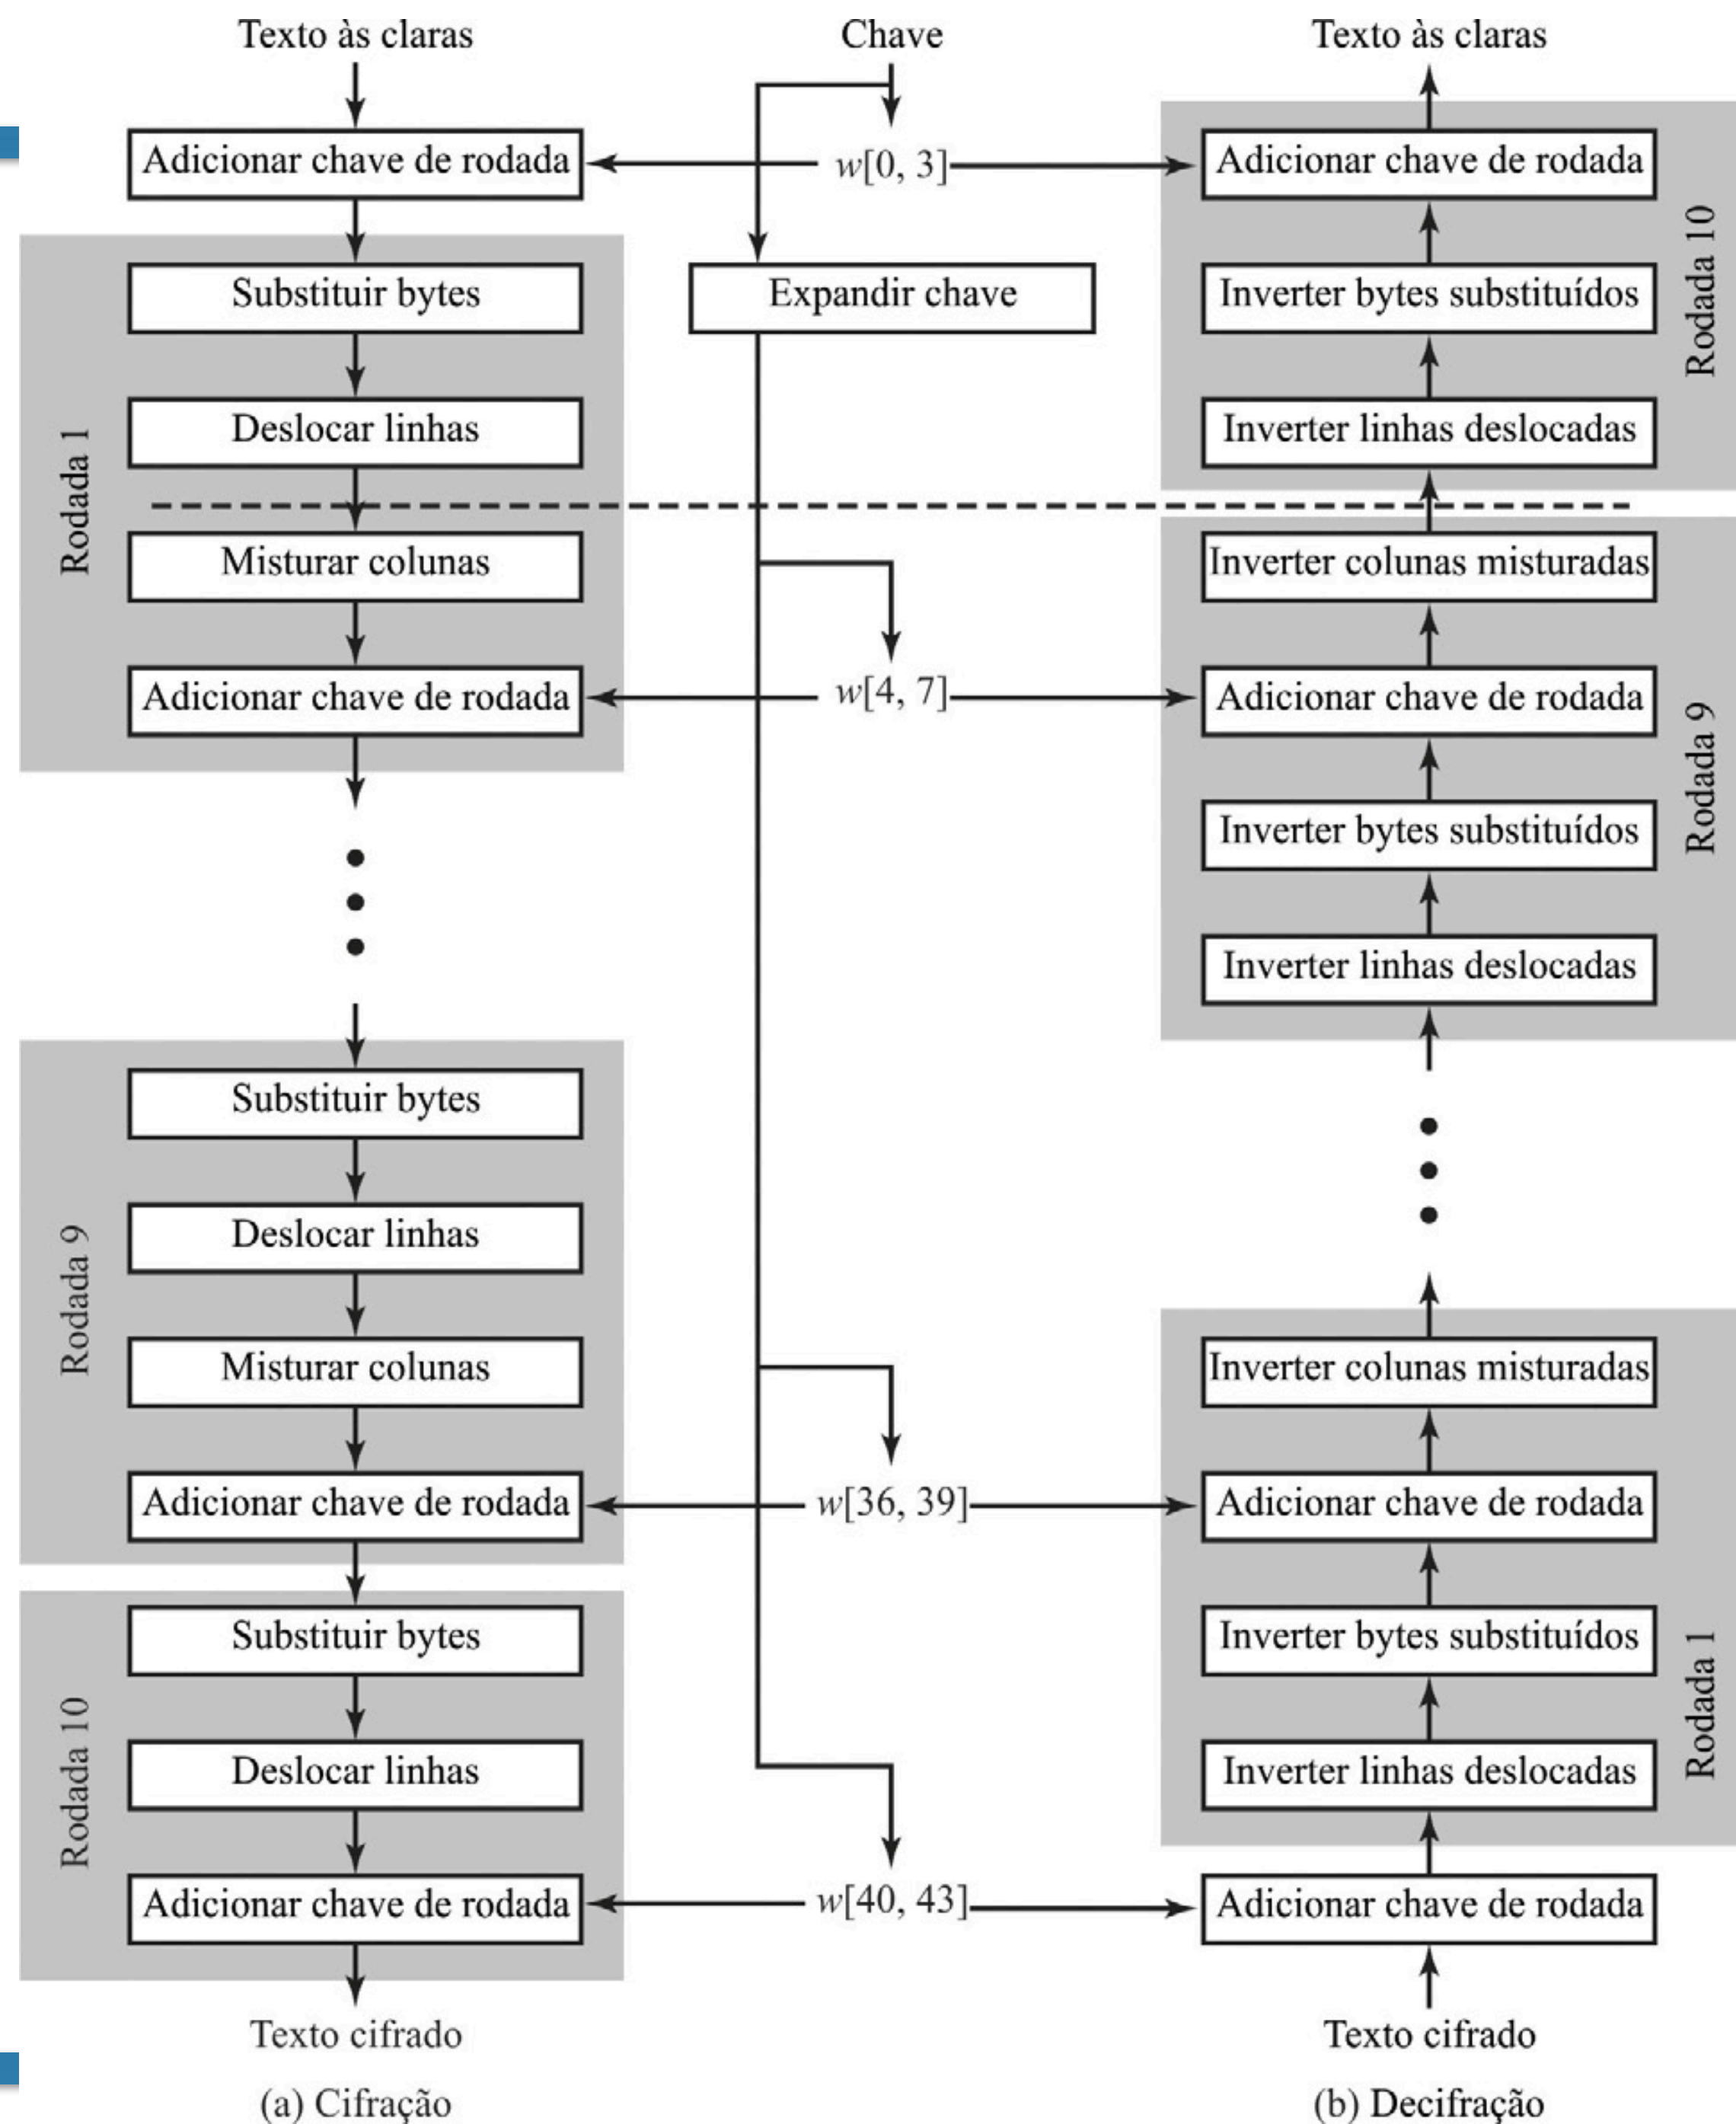 Texto às claras
Adicionar chave de rodada
Rodada 1
Substituir bytes
Deslocar linhas
Misturar colunas
Adicionar chave de rodada
Rodada 9
Substituir bytes
Deslocar linhas
Misturar colunas
Adicionar chave de rodada
Rodada 10
Substituir bytes
Deslocar linhas
Adicionar chave de rodada
Texto cifrado
(a) Cifração
Chave
w[0, 3]
Expandir chave
w[4, 7]
w[36, 39]
w[40, 43]
Texto às claras
Adicionar chave de rodada
Inverter bytes substituídos
Inverter linhas deslocadas
Rodada 10
Inverter colunas misturadas
Adicionar chave de rodada
Inverter bytes substituídos
Inverter linhas deslocadas
Rodada 9
Inverter colunas misturadas
Adicionar chave de rodada
Inverter bytes substituídos
Inverter linhas deslocadas
Rodada 1
Adicionar chave de rodada
Texto cifrado
(b) Decifração